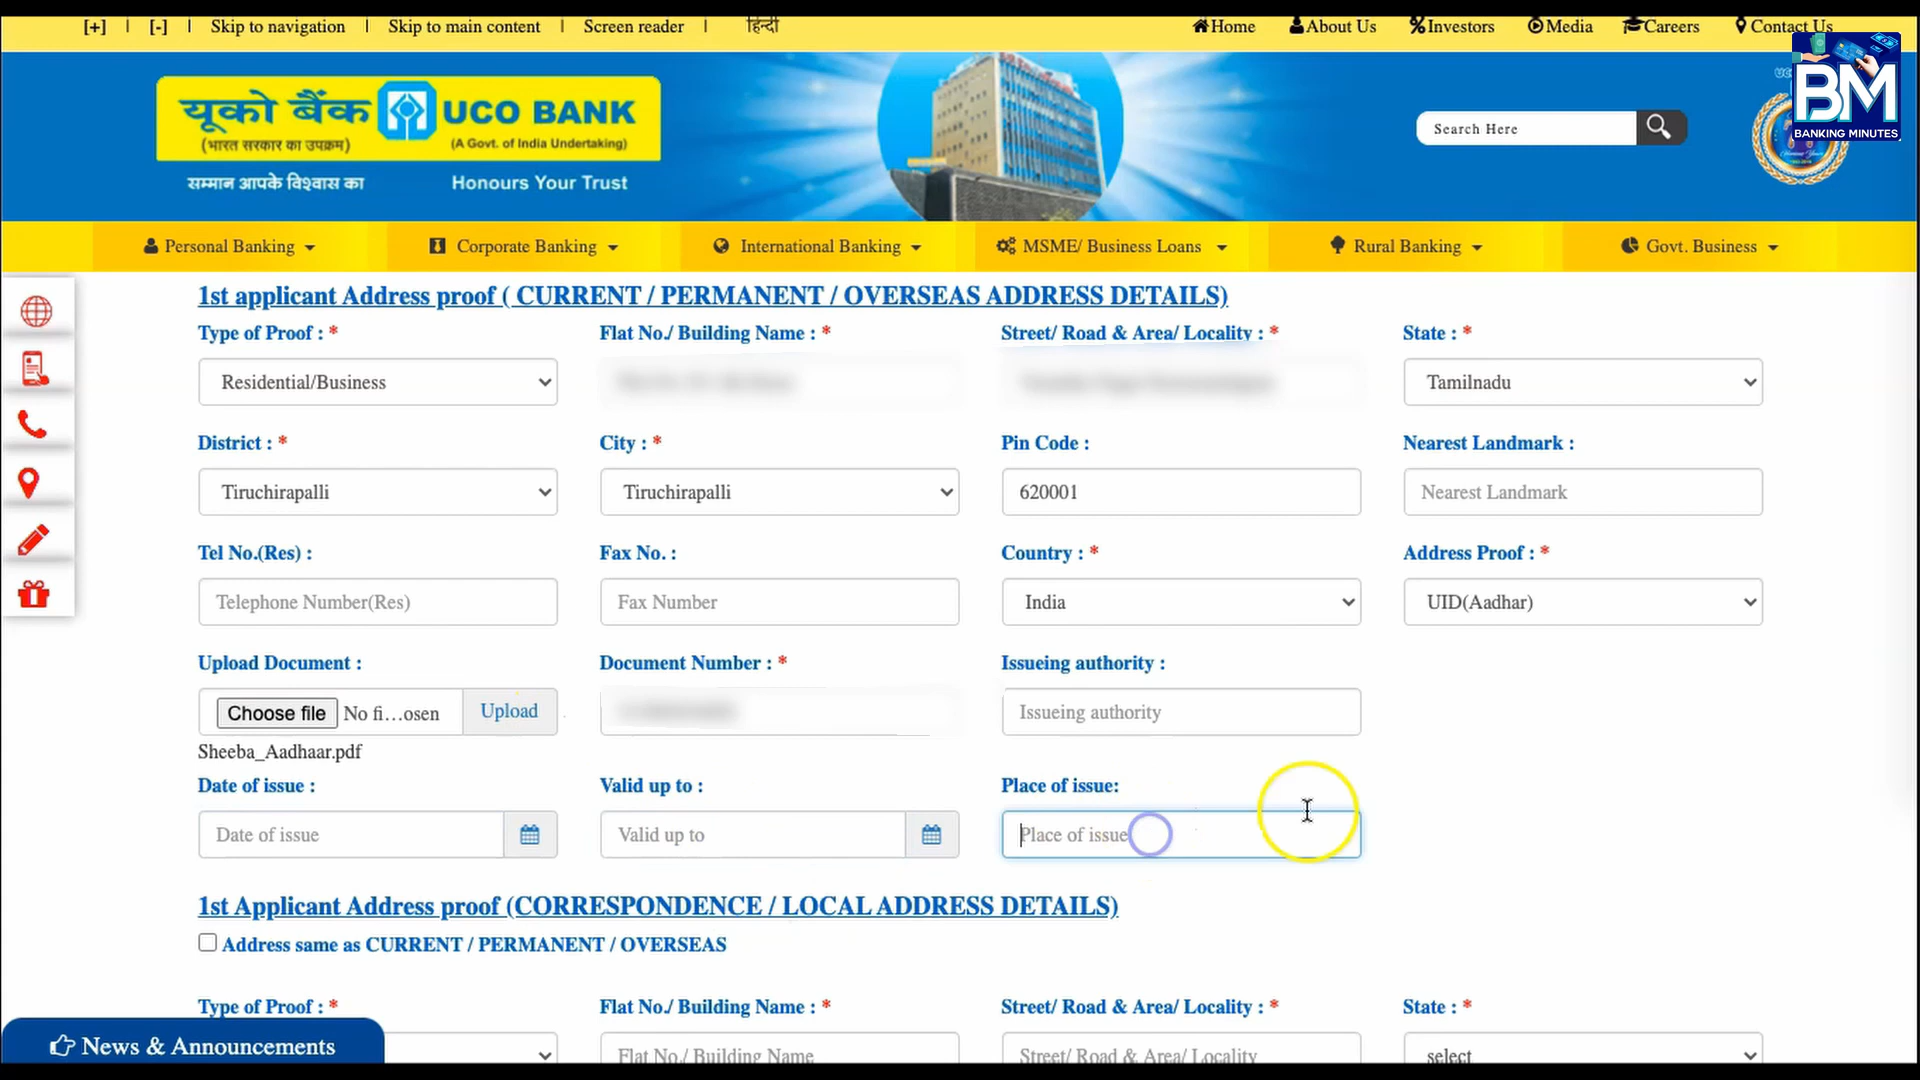 [+] | [-] | Skip to navigation | Skip to main content | Screen reader | हिन्दी Home About Us Investors Media Careers Contact Us
BM
BANKING MINUTES
यूको बैंक UCO BANK
(भारत सरकार का उपक्रम) (A Govt. of India Undertaking)
सम्मान आपके विश्वास का Honours Your Trust
Search Here
Personal Banking Corporate Banking International Banking MSME/ Business Loans Rural Banking Govt. Business
1st applicant Address proof ( CURRENT / PERMANENT / OVERSEAS ADDRESS DETAILS)
Type of Proof : * Flat No./ Building Name : * Street/ Road & Area/ Locality : * State : *
Residential/Business Tamilnadu
District : * City : * Pin Code : Nearest Landmark :
Tiruchirapalli Tiruchirapalli 620001 Nearest Landmark
Tel No.(Res) : Fax No. : Country : * Address Proof : *
Telephone Number(Res) Fax Number India UID(Aadhar)
Upload Document : Document Number : * Issueing authority :
Choose file No fi...osen Upload Issueing authority
Sheeba_Aadhaar.pdf
Date of issue : Valid up to : Place of issue:
Date of issue Valid up to Place of issue
1st Applicant Address proof (CORRESPONDENCE / LOCAL ADDRESS DETAILS)
Address same as CURRENT / PERMANENT / OVERSEAS
Type of Proof : * Flat No./ Building Name : * Street/ Road & Area/ Locality : * State : *
News & Announcements Flat No./ Building Name Street/ Road & Area/ Locality select